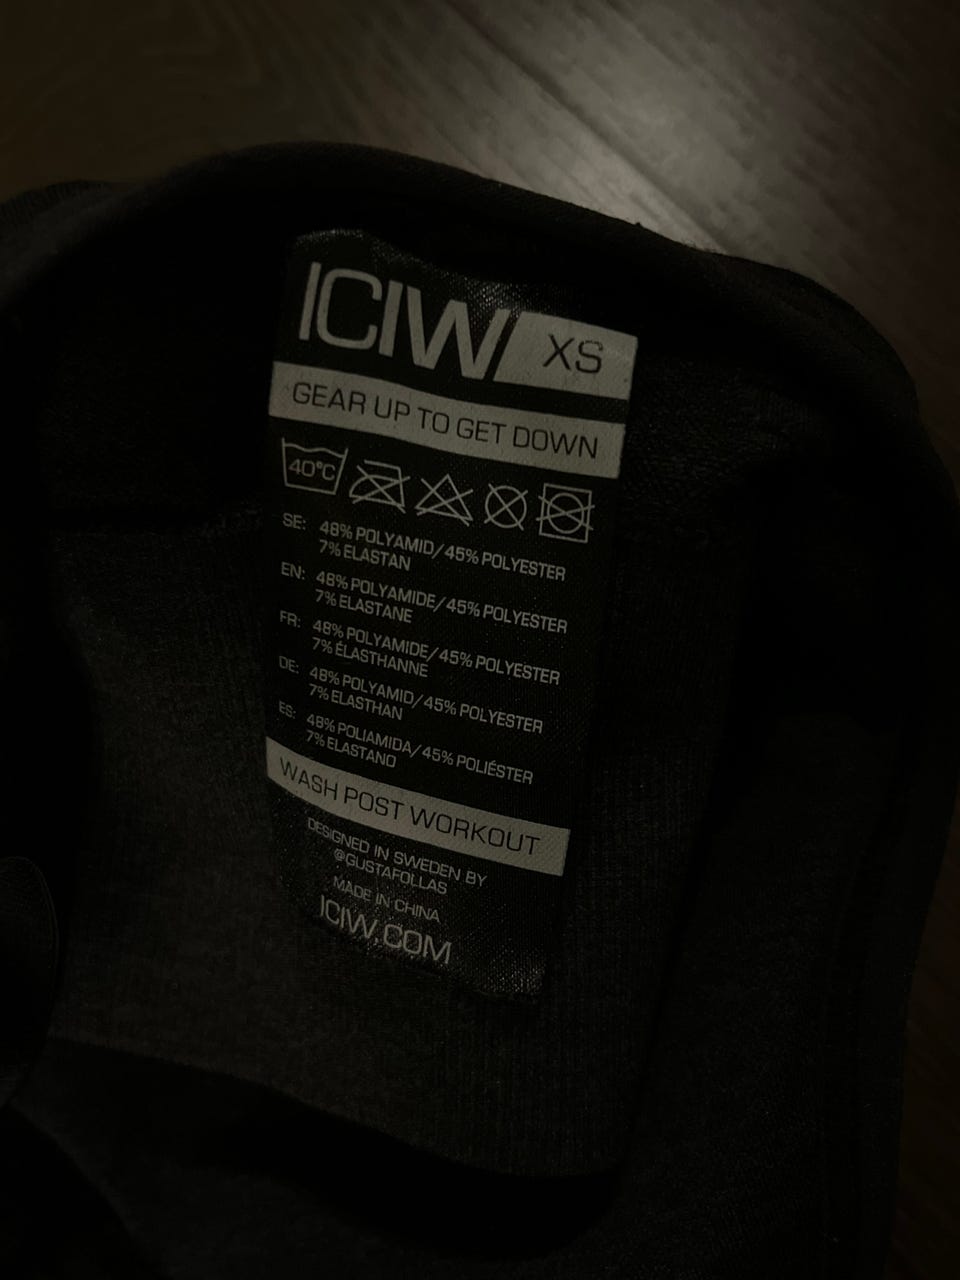 ICIW XS
GEAR UP TO GET DOWN
40°C
SE: 48% POLYAMID/45% POLYESTER
7% ELASTAN
EN: 48% POLYAMIDE/45% POLYESTER
7% ELASTANE
FR: 48% POLYAMIDE/45% POLYESTER
7% ÉLASTHANNE
DE: 48% POLYAMID/45% POLYESTER
7% ELASTHAN
ES: 48% POLIAMIDA/45% POLIÉSTER
7% ELASTANO
WASH POST WORKOUT
DESIGNED IN SWEDEN BY
@GUSTAFOLLAS
MADE IN CHINA
ICIW.COM